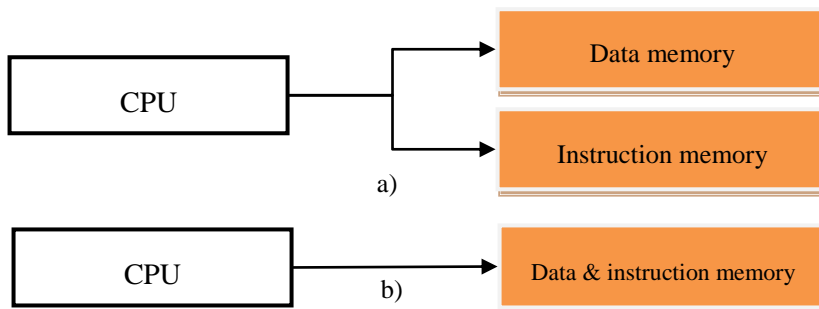 Data memory
CPU
Instruction memory
a)
CPU
Data & instruction memory
b)